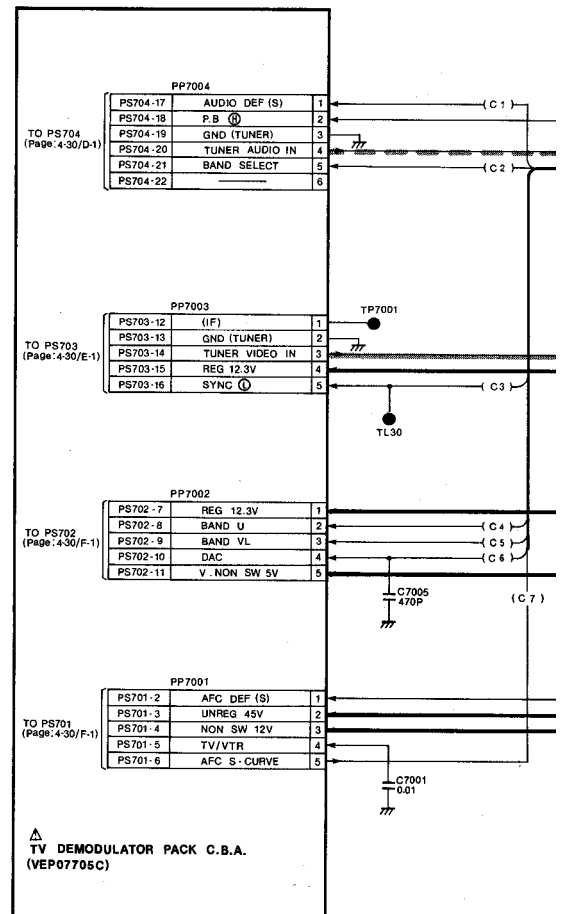 PP7004
TO PS704
(Page:4-30/D-1)
PS704-17 AUDIO DEF (S) 1
PS704-18 P.B Ⓗ 2
PS704-19 GND (TUNER) 3
PS704-20 TUNER AUDIO IN 4
PS704-21 BAND SELECT 5
PS704-22 —— 6
(C1)
(C2)
PP7003
TO PS703
(Page:4-30/E-1)
PS703-12 (IF) 1
PS703-13 GND (TUNER) 2
PS703-14 TUNER VIDEO IN 3
PS703-15 REG 12.3V 4
PS703-16 SYNC Ⓛ 5
TP7001
(C3)
TL30
PP7002
TO PS702
(Page:4-30/F-1)
PS702-7 REG 12.3V 1
PS702-8 BAND U 2
PS702-9 BAND VL 3
PS702-10 DAC 4
PS702-11 V.NON SW 5V 5
(C4)
(C5)
(C6)
C7005
470P
(C7)
PP7001
TO PS701
(Page:4-30/F-1)
PS701-2 AFC DEF (S) 1
PS701-3 UNREG 45V 2
PS701-4 NON SW 12V 3
PS701-5 TV/VTR 4
PS701-6 AFC S-CURVE 5
C7001
0.01
TV DEMODULATOR PACK C.B.A.
(VEP07705C)